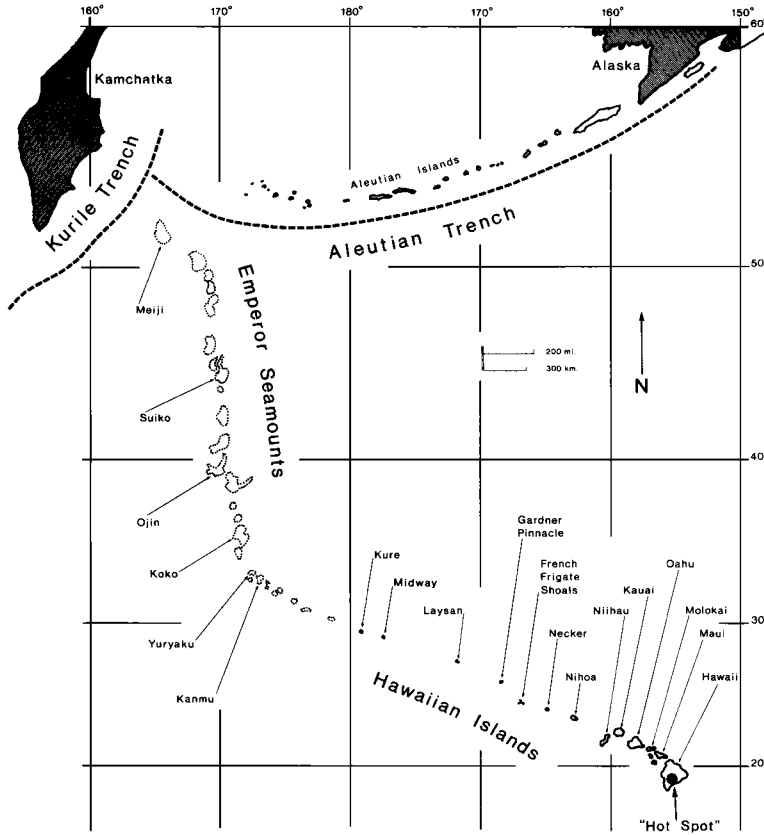 160° 170° 180° 170° 160° 150°
60°
Kamchatka
Alaska
Aleutian Islands
Kurile Trench
Aleutian Trench
50°
Meiji
Emperor Seamounts
200 mi.
300 km.
N
Suiko
40°
Ojin
Koko
Gardner
Pinnacle
French
Frigate
Shoals
Oahu
Kure
Midway
Kauai
Laysan
Niihau
Molokai
Necker
Maui
30°
Yuryaku
Nihoa
Hawaii
Kanmu
Hawaiian Islands
20°
"Hot Spot"